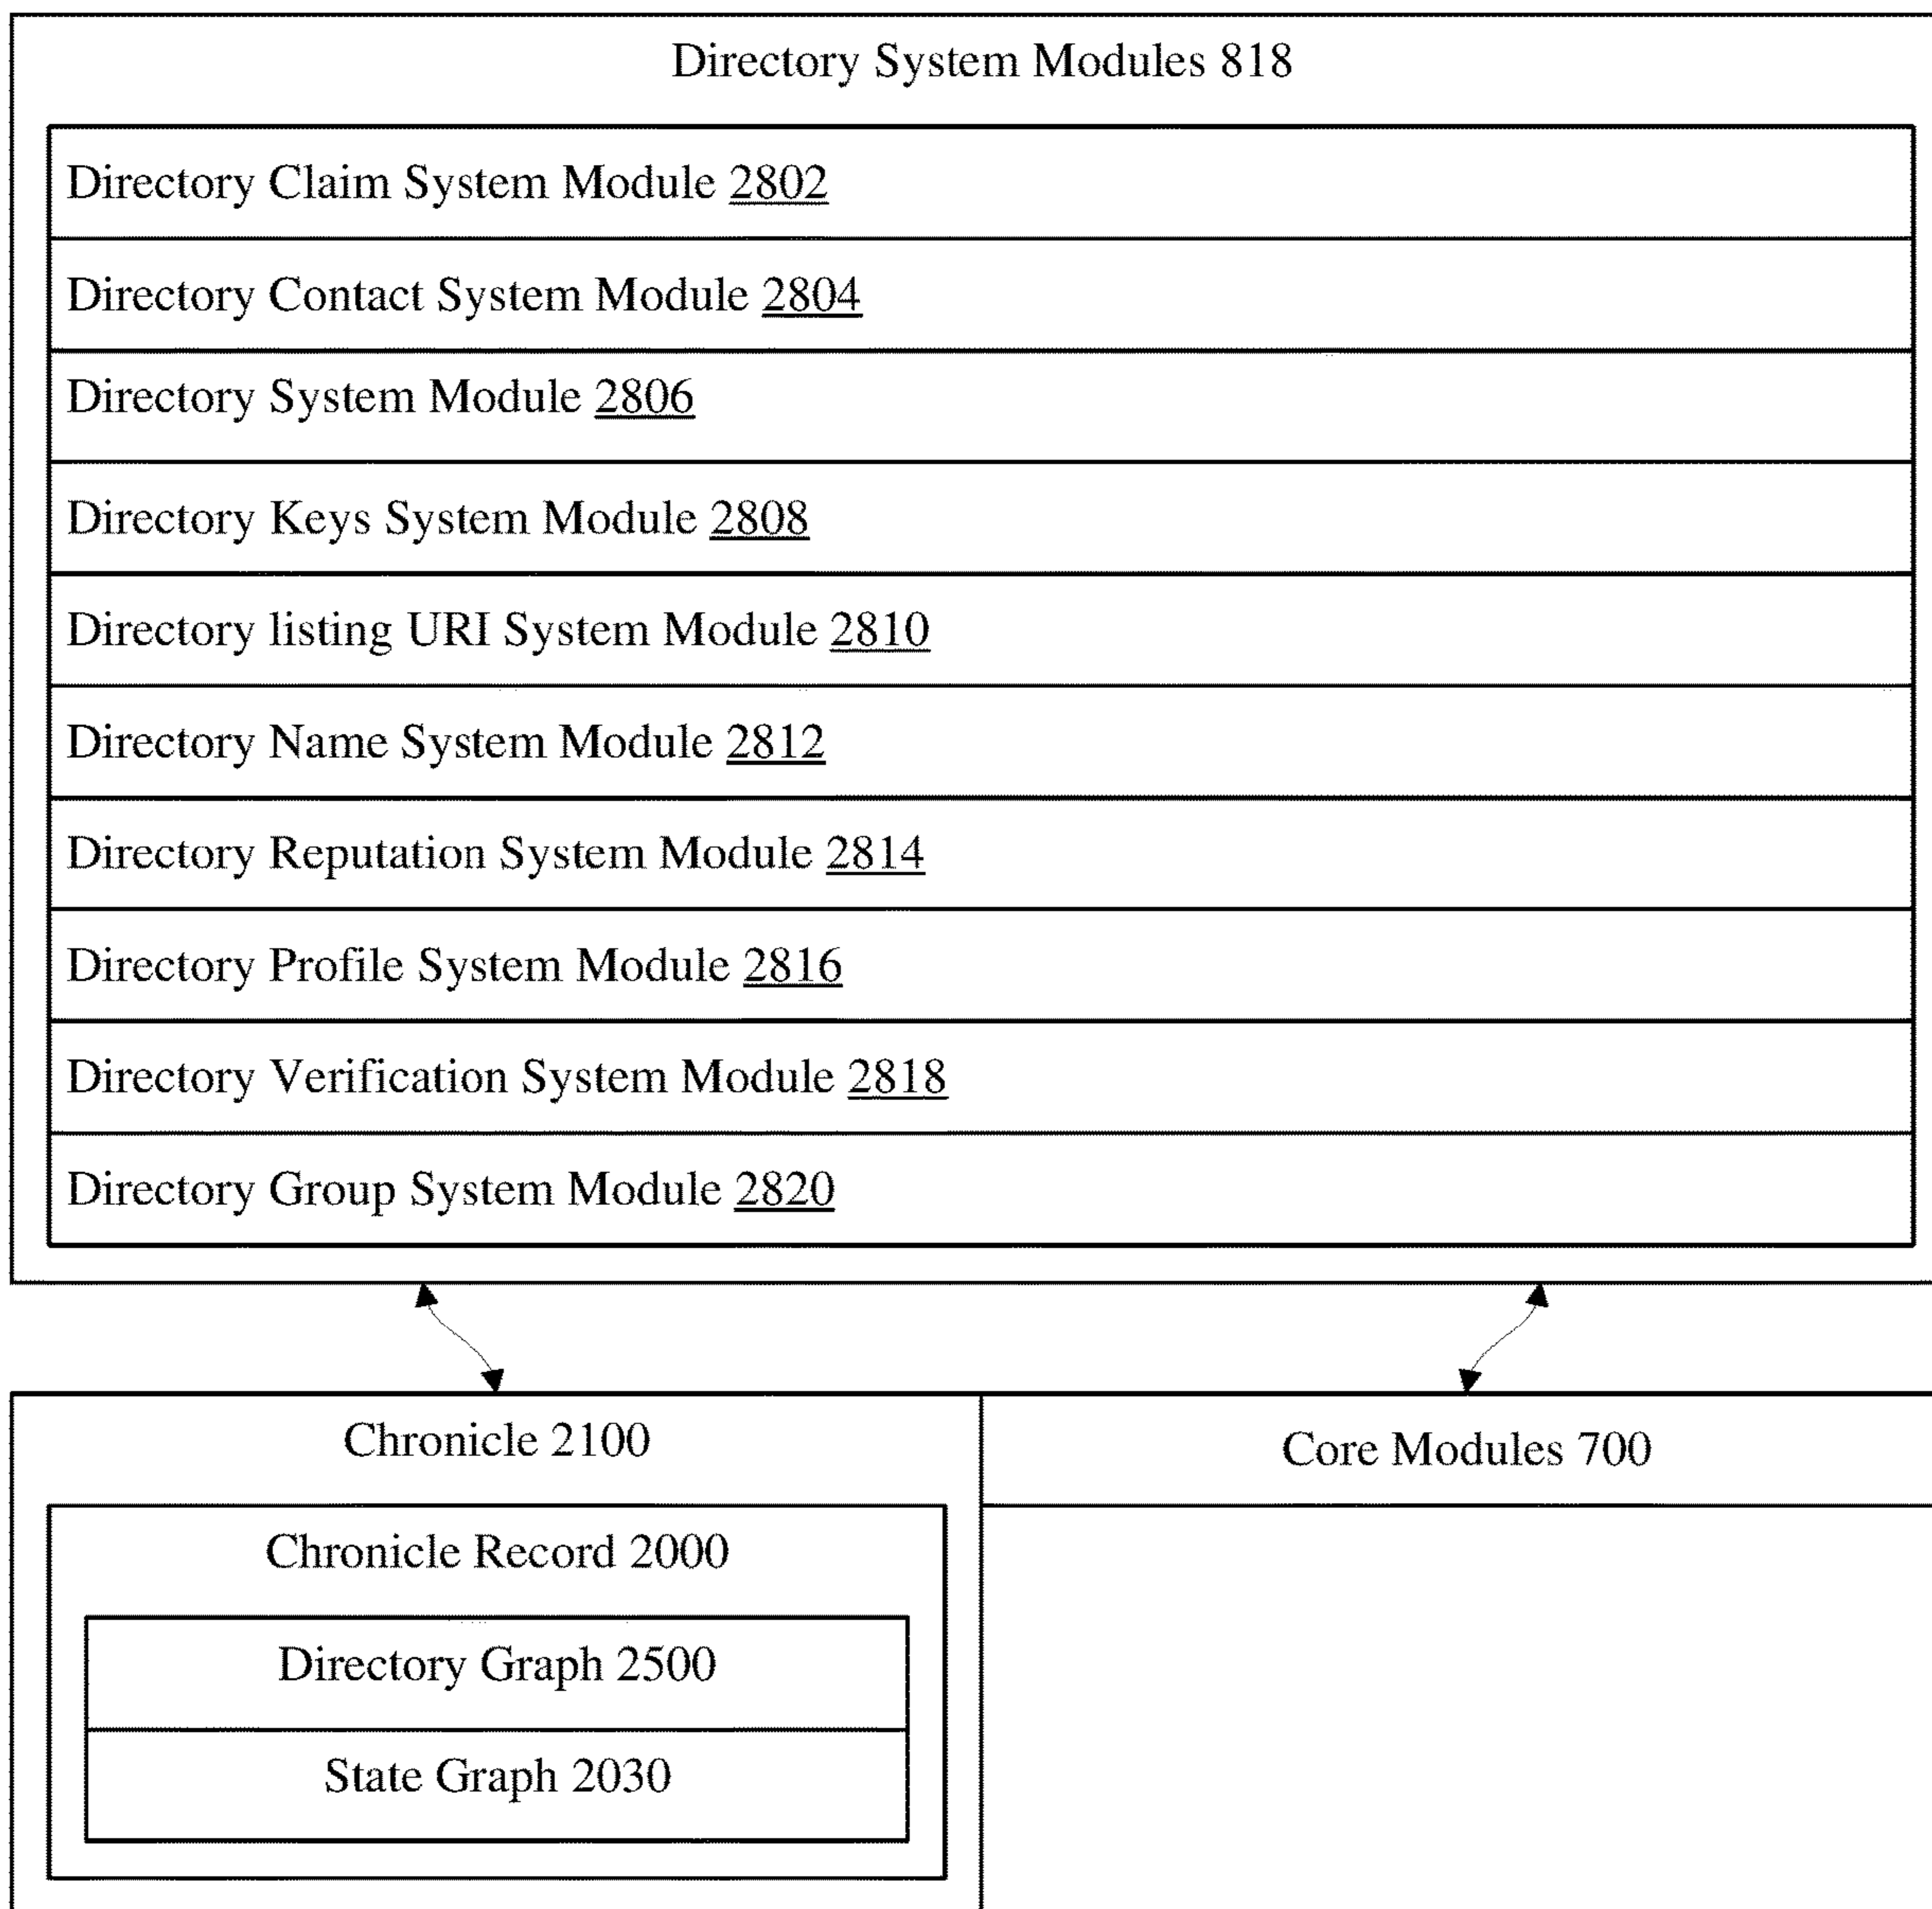 Directory System Modules 818
Directory Claim System Module 2802
Directory Contact System Module 2804
Directory System Module 2806
Directory Keys System Module 2808
Directory listing URI System Module 2810
Directory Name System Module 2812
Directory Reputation System Module 2814
Directory Profile System Module 2816
Directory Verification System Module 2818
Directory Group System Module 2820
Chronicle 2100
Core Modules 700
Chronicle Record 2000
Directory Graph 2500
State Graph 2030